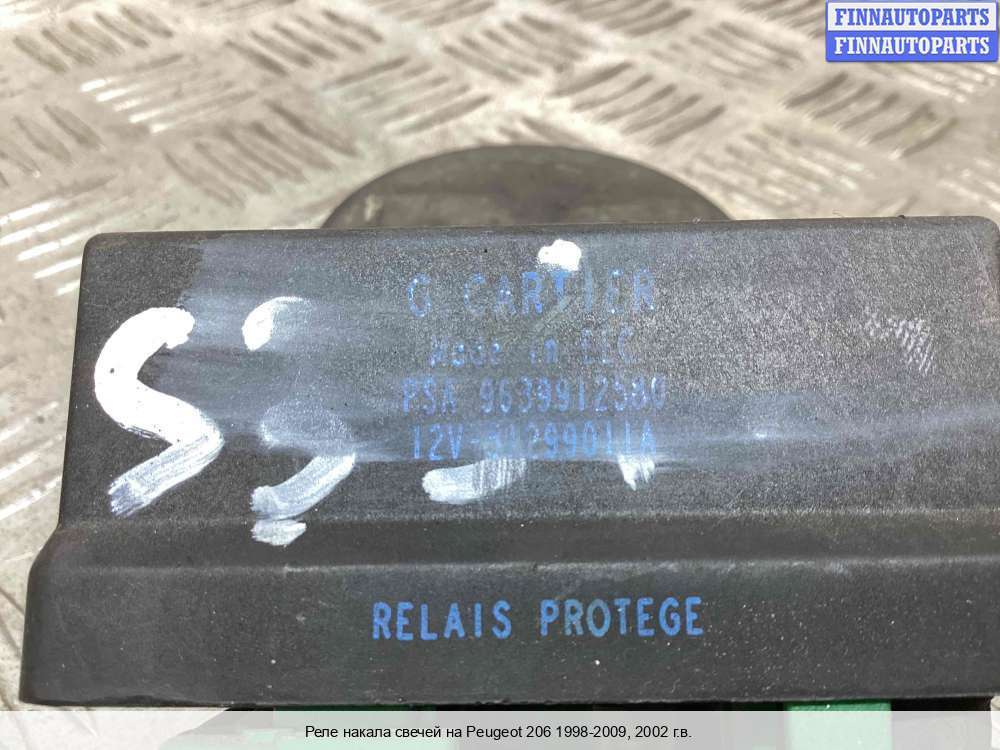 FINNAUTOPARTS
FINNAUTOPARTS
G CARTIER
Made in EEC
PSA 9639912580
12V
RELAIS PROTEGE
Реле накала свечей на Peugeot 206 1998-2009, 2002 г.в.